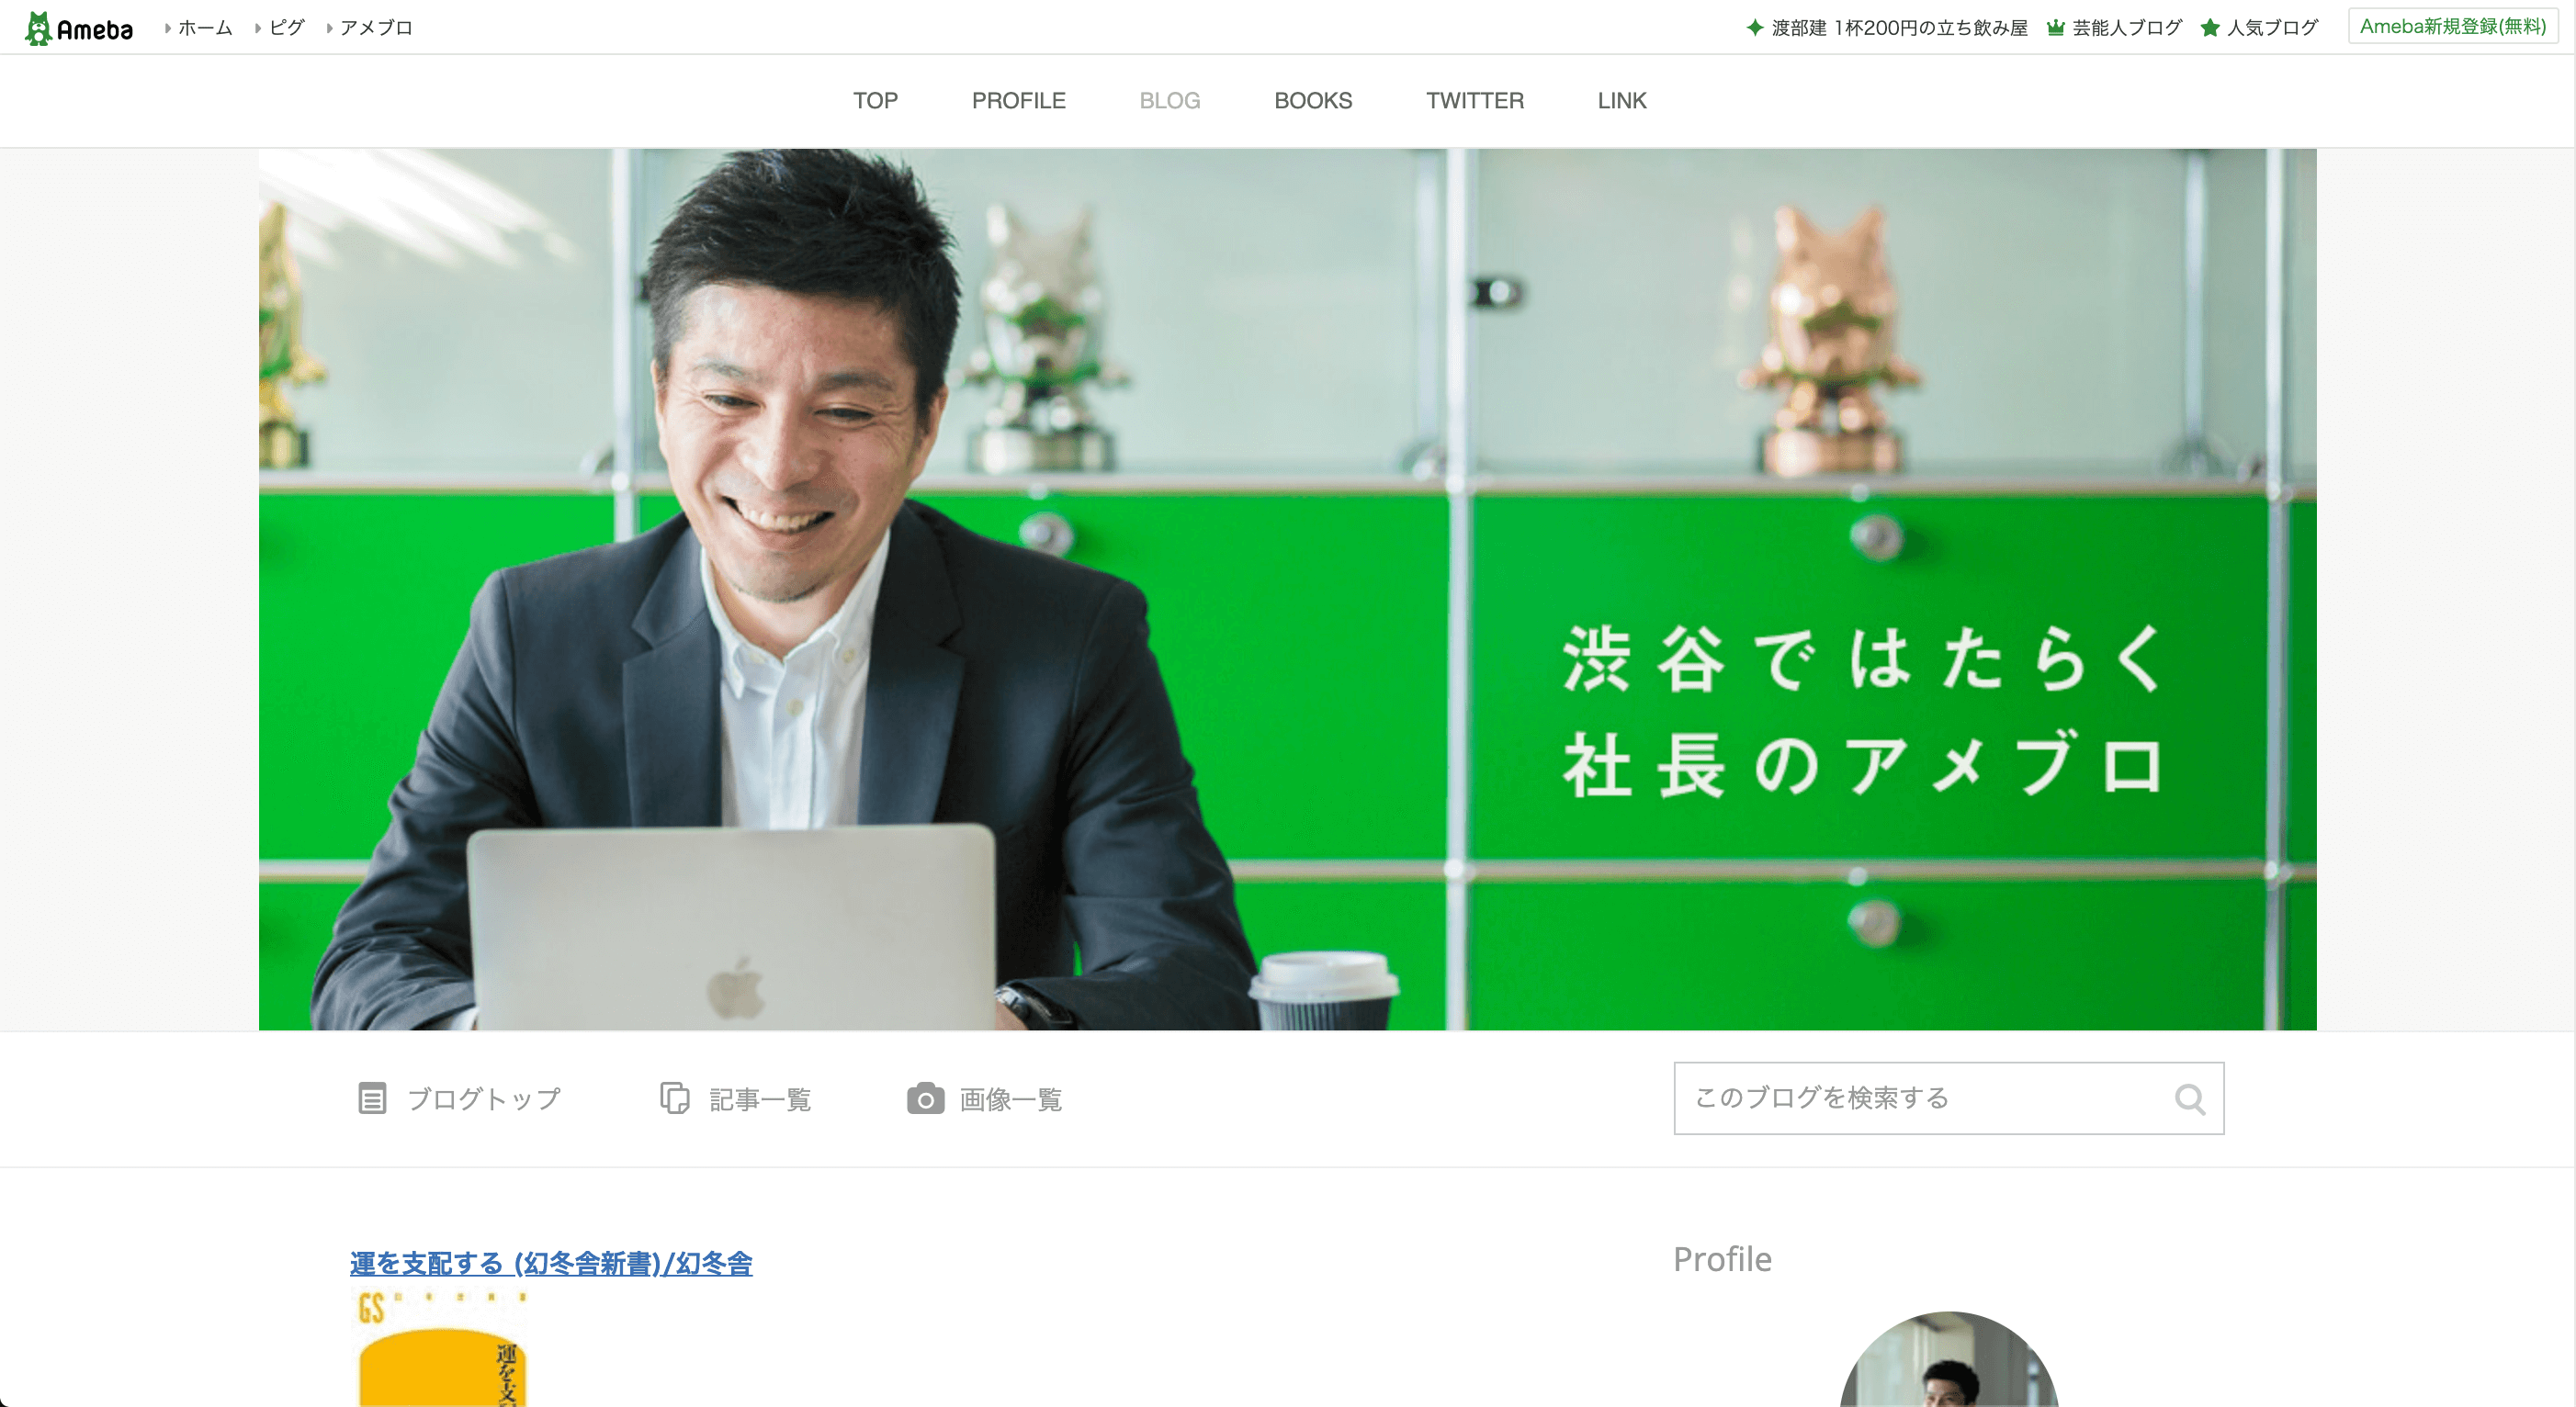 Ameba
ホーム
ピグ
アメブロ
渡部建 1杯200円の立ち飲み屋
芸能人ブログ
人気ブログ
Ameba新規登録(無料)
TOP
PROFILE
BLOG
BOOKS
TWITTER
LINK
渋谷ではたらく
社長のアメブロ
ブログトップ
記事一覧
画像一覧
このブログを検索する
運を支配する (幻冬舎新書)/幻冬舎
Profile
GS
運を支